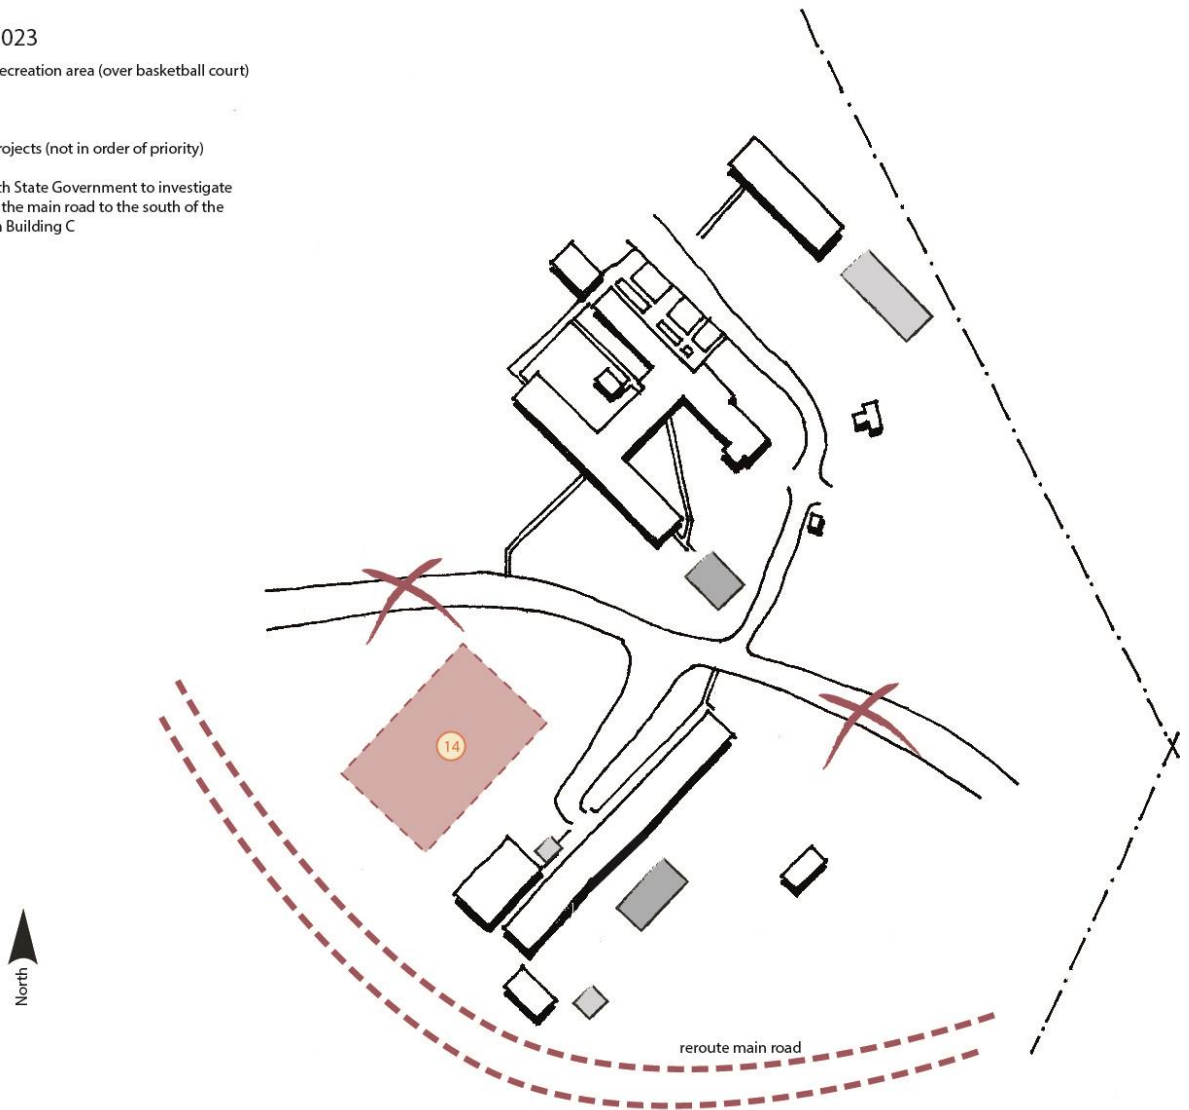 023
ecreation area (over basketball court)
rojects (not in order of priority)
th State Government to investigate
the main road to the south of the
n Building C
14
North
reroute main road